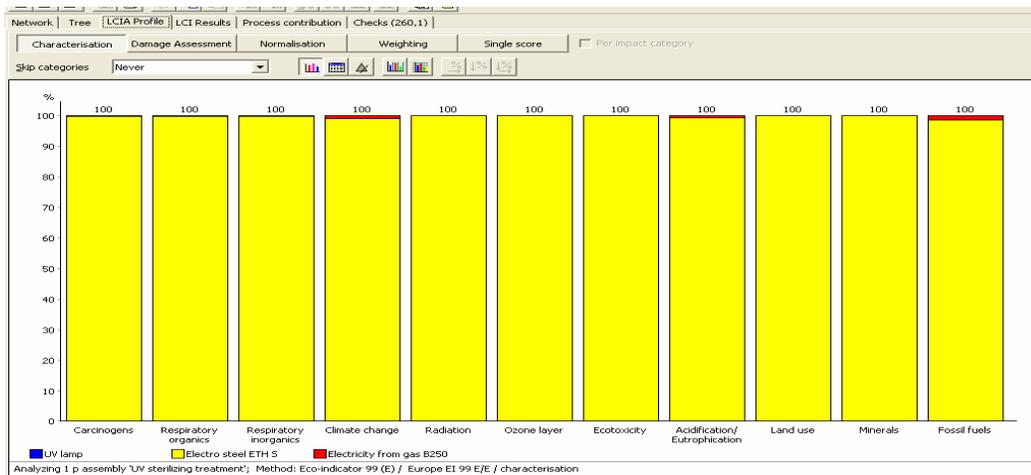 Network Tree LCIA Profile LCI Results Process contribution Checks (260,1)
Characterisation Damage Assessment Normalisation Weighting Single score Per impact category
Skip categories Never
%
100 100 100 100 100 100 100 100 100 100 100
100
90
80
70
60
50
40
30
20
10
0
Carcinogens Respiratory organics Respiratory inorganics Climate change Radiation Ozone layer Ecotoxicity Acidification/ Eutrophication Land use Minerals Fossil fuels
UV lamp Electro steel ETH S Electricity from gas B250
Analyzing 1 p assembly 'UV sterilizing treatment'; Method: Eco-indicator 99 (E) / Europe EI 99 E/E / characterisation